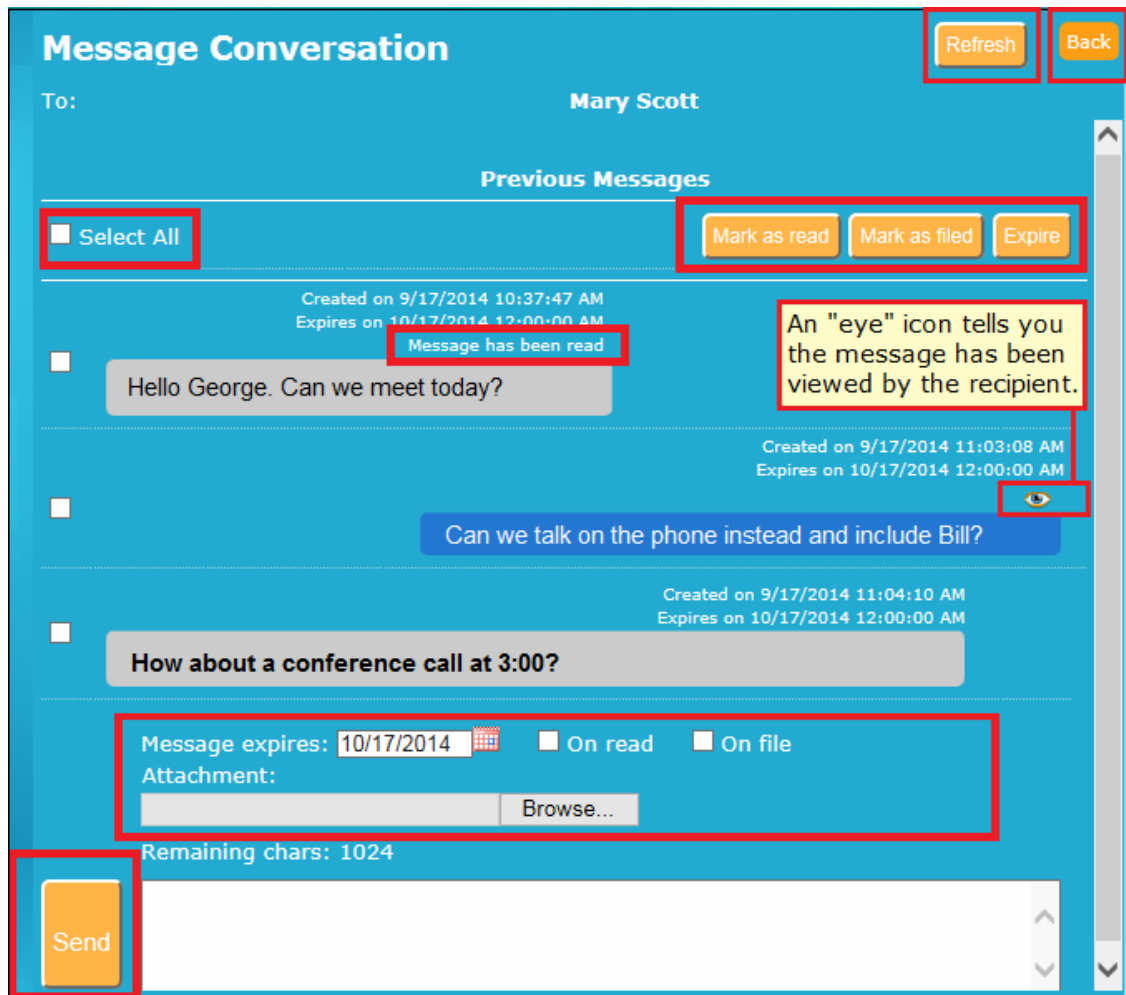 Message Conversation
Refresh
Back
To:
Mary Scott
Previous Messages
Select All
Mark as read
Mark as filed
Expire
Created on 9/17/2014 10:37:47 AM
Expires on 10/17/2014 12:00:00 AM
Message has been read
Hello George. Can we meet today?
An "eye" icon tells you
the message has been
viewed by the recipient.
Created on 9/17/2014 11:03:08 AM
Expires on 10/17/2014 12:00:00 AM
Can we talk on the phone instead and include Bill?
Created on 9/17/2014 11:04:10 AM
Expires on 10/17/2014 12:00:00 AM
How about a conference call at 3:00?
Message expires: 10/17/2014
On read
On file
Attachment:
Browse...
Remaining chars: 1024
Send